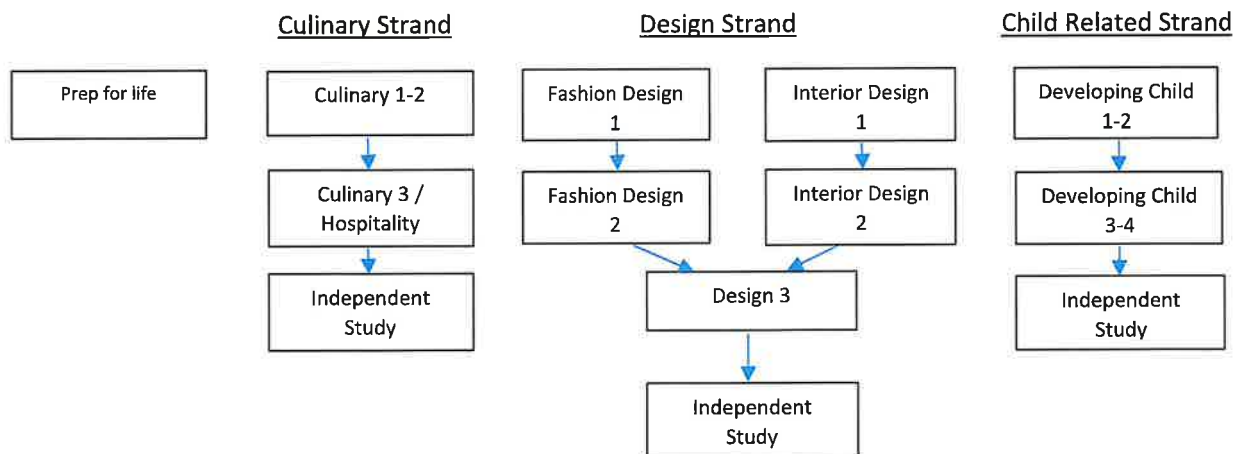 Culinary Strand
Design Strand
Child Related Strand
Prep for life
Culinary 1-2
Fashion Design
1
Interior Design
1
Developing Child
1-2
Culinary 3 /
Hospitality
Fashion Design
2
Interior Design
2
Developing Child
3-4
Independent
Study
Design 3
Independent
Study
Independent
Study